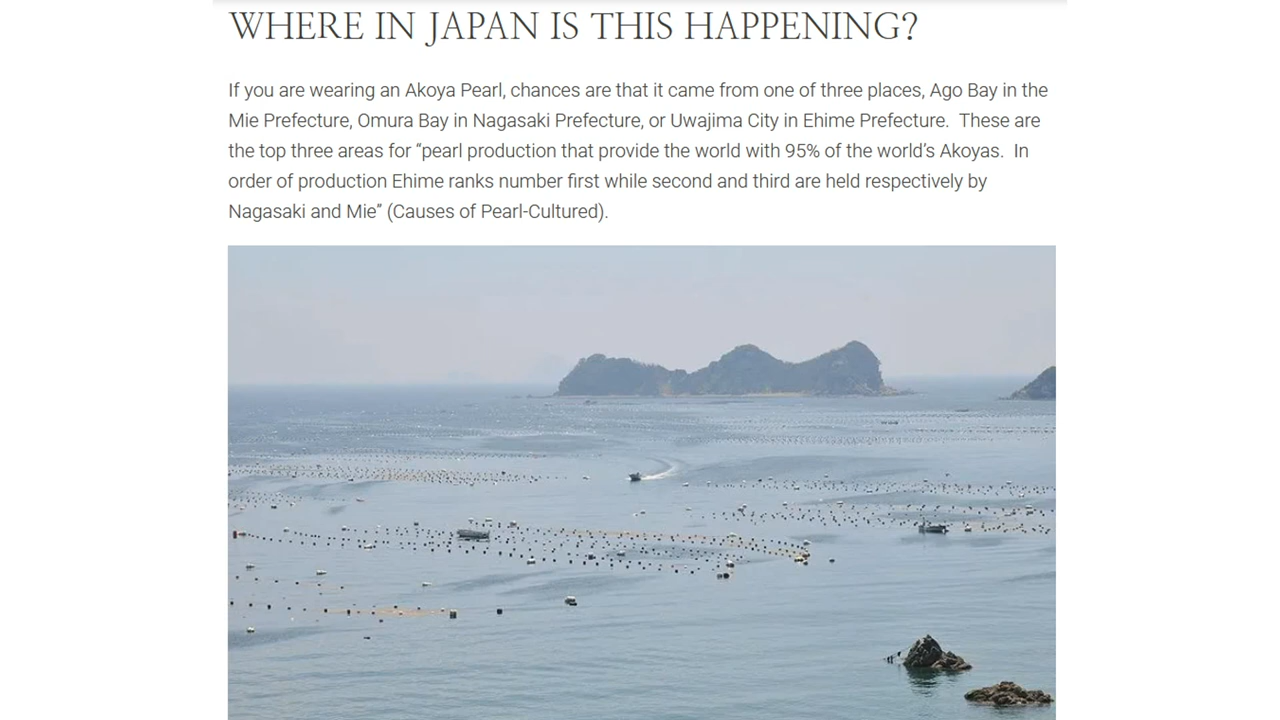 WHERE IN JAPAN IS THIS HAPPENING?
If you are wearing an Akoya Pearl, chances are that it came from one of three places, Ago Bay in the
Mie Prefecture, Omura Bay in Nagasaki Prefecture, or Uwajima City in Ehime Prefecture.  These are
the top three areas for “pearl production that provide the world with 95% of the world’s Akoyas.  In
order of production Ehime ranks number first while second and third are held respectively by
Nagasaki and Mie” (Causes of Pearl-Cultured).